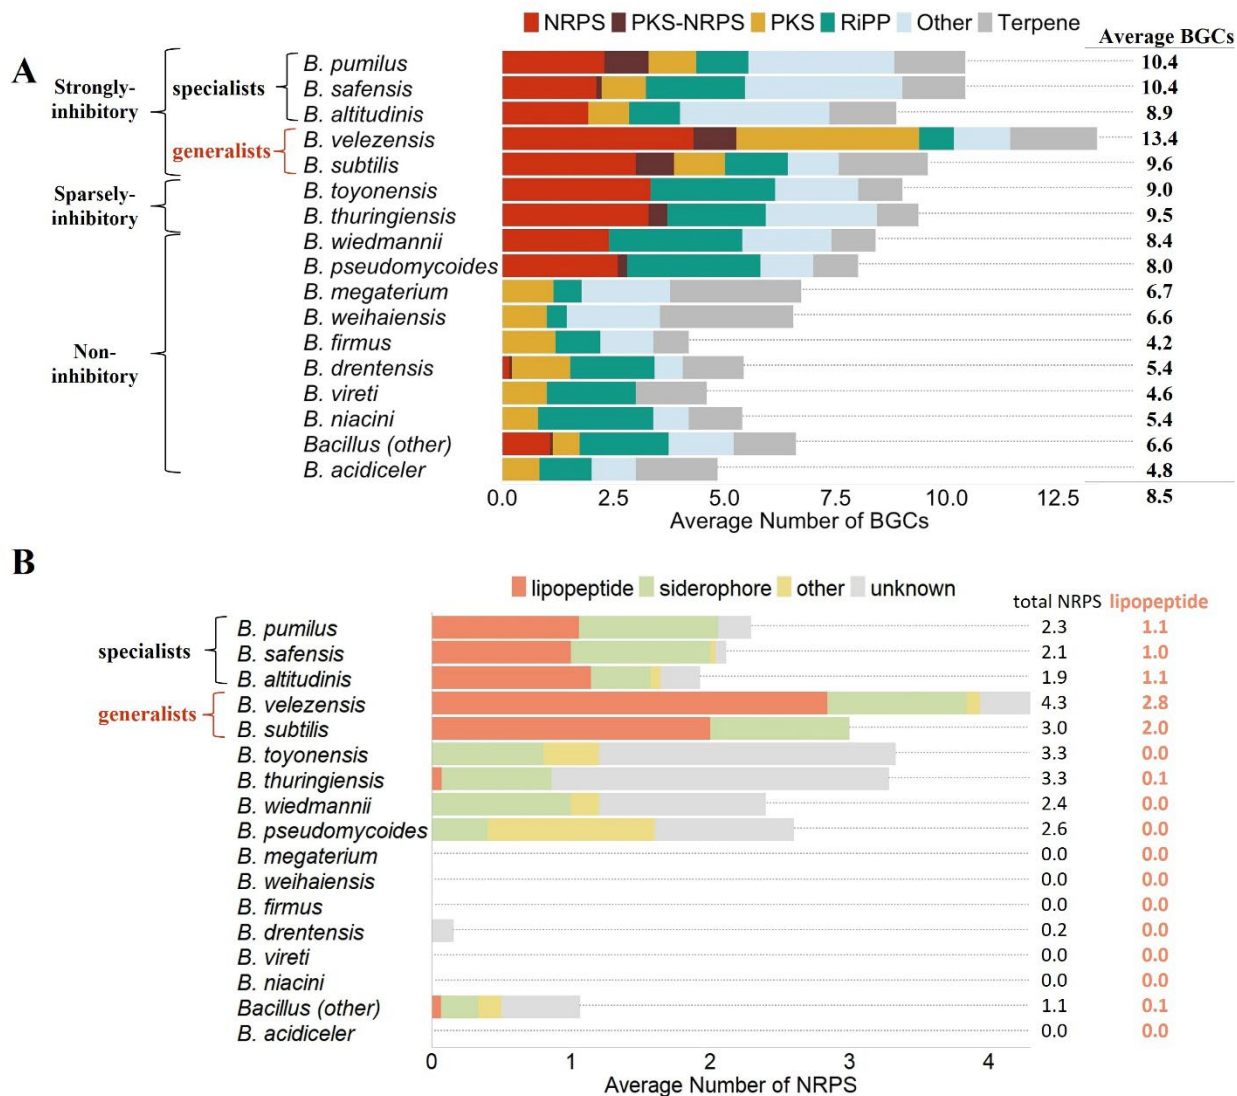 NRPS PKS-NRPS PKS RiPP Other Terpene
Average BGCs
A
Strongly-
inhibitory
specialists
generalists
Sparsely-
inhibitory
Non-
inhibitory
B. pumilus 10.4
B. safensis 10.4
B. altitudinis 8.9
B. velezensis 13.4
B. subtilis 9.6
B. toyonensis 9.0
B. thuringiensis 9.5
B. wiedmannii 8.4
B. pseudomycoides 8.0
B. megaterium 6.7
B. weihaiensis 6.6
B. firmus 4.2
B. drentensis 5.4
B. vireti 4.6
B. niacini 5.4
Bacillus (other) 6.6
B. acidiceler 4.8
0.0 2.5 5.0 7.5 10.0 12.5 8.5
Average Number of BGCs
B
lipopeptide siderophore other unknown
total NRPS lipopeptide
specialists
generalists
B. pumilus 2.3 1.1
B. safensis 2.1 1.0
B. altitudinis 1.9 1.1
B. velezensis 4.3 2.8
B. subtilis 3.0 2.0
B. toyonensis 3.3 0.0
B. thuringiensis 3.3 0.1
B. wiedmannii 2.4 0.0
B. pseudomycoides 2.6 0.0
B. megaterium 0.0 0.0
B. weihaiensis 0.0 0.0
B. firmus 0.0 0.0
B. drentensis 0.2 0.0
B. vireti 0.0 0.0
B. niacini 0.0 0.0
Bacillus (other) 1.1 0.1
B. acidiceler 0.0 0.0
0 1 2 3 4
Average Number of NRPS